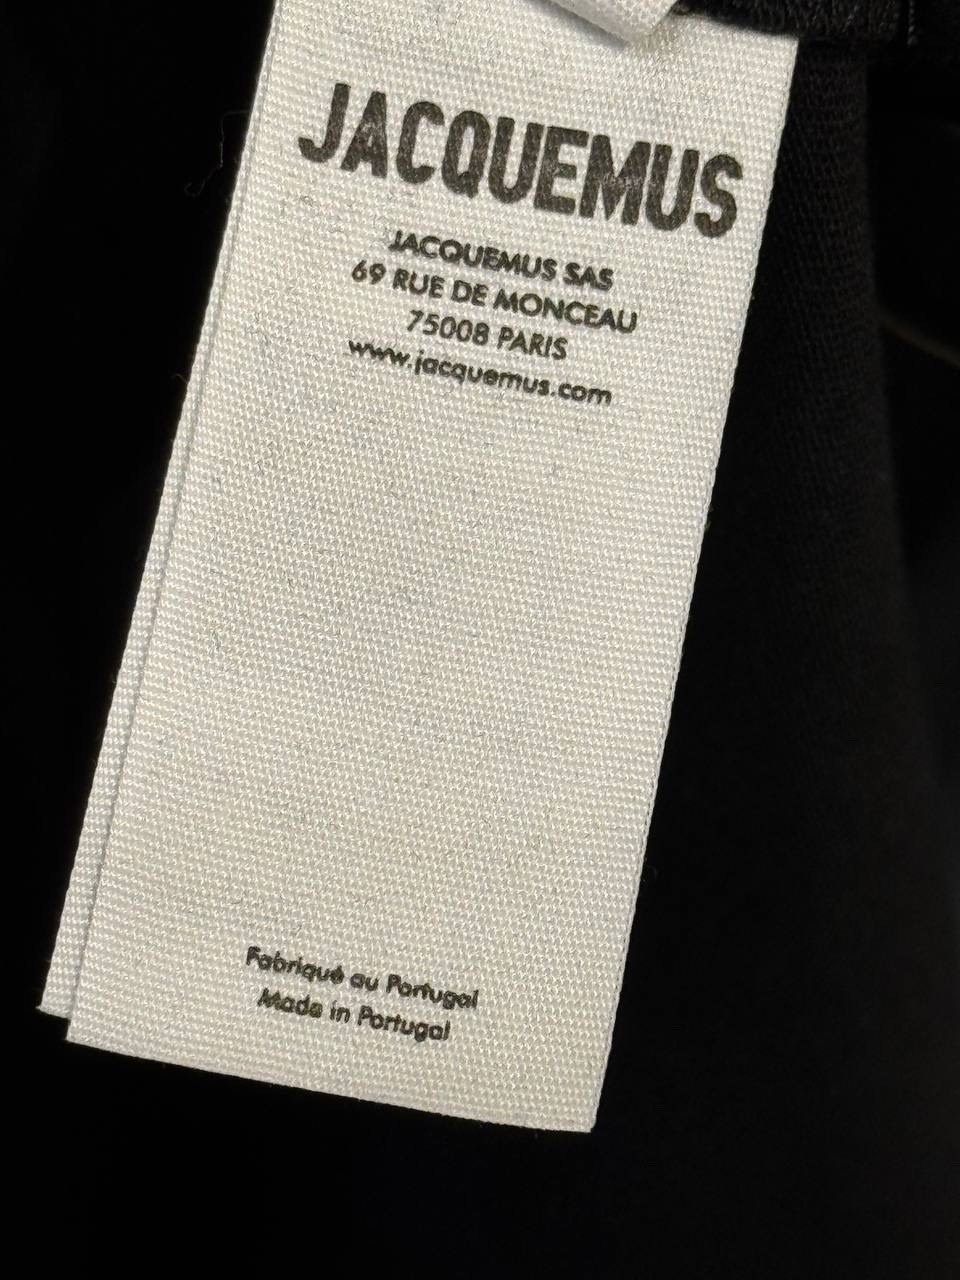 JACQUEMUS
JACQUEMUS SAS
69 RUE DE MONCEAU
75008 PARIS
www.jacquemus.com
Fabriqué au Portugal
Made in Portugal